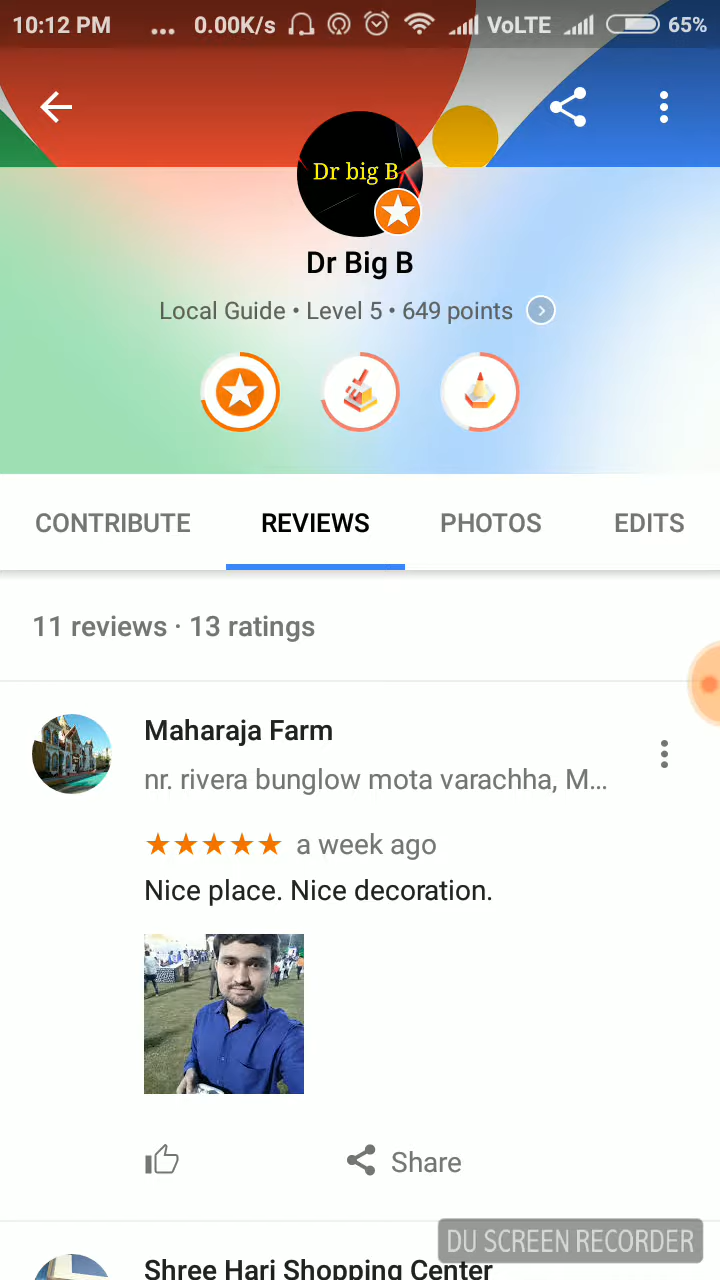 10:12 PM ... 0.00K/s VoLTE 65%
Dr big B
Dr Big B
Local Guide • Level 5 • 649 points
CONTRIBUTE REVIEWS PHOTOS EDITS
11 reviews · 13 ratings
Maharaja Farm
nr. rivera bunglow mota varachha, M...
★★★★★ a week ago
Nice place. Nice decoration.
Share
DU SCREEN RECORDER
Shree Hari Shopping Center